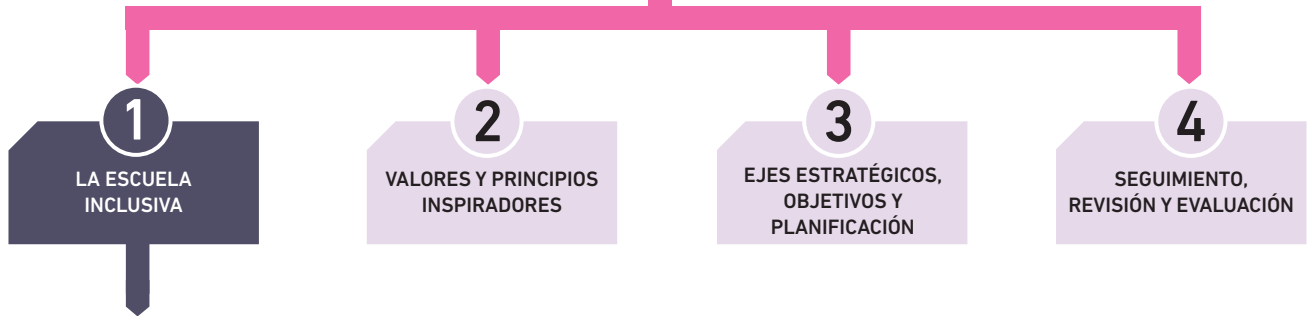 1
LA ESCUELA
INCLUSIVA
2
VALORES Y PRINCIPIOS
INSPIRADORES
3
EJES ESTRATÉGICOS,
OBJETIVOS Y
PLANIFICACIÓN
4
SEGUIMIENTO,
REVISIÓN Y EVALUACIÓN